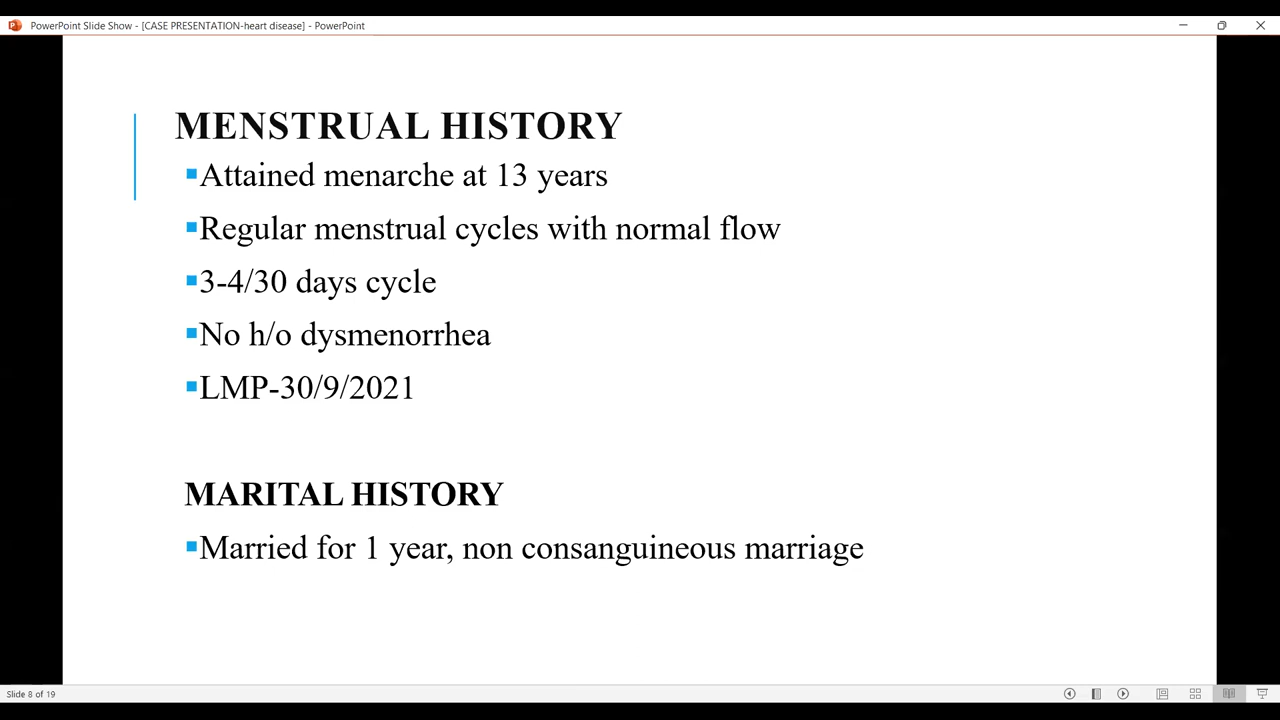 PowerPoint Slide Show - [CASE PRESENTATION-heart disease] - PowerPoint
MENSTRUAL HISTORY
▪Attained menarche at 13 years
▪Regular menstrual cycles with normal flow
▪3-4/30 days cycle
▪No h/o dysmenorrhea
▪LMP-30/9/2021
MARITAL HISTORY
▪Married for 1 year, non consanguineous marriage
Slide 8 of 19